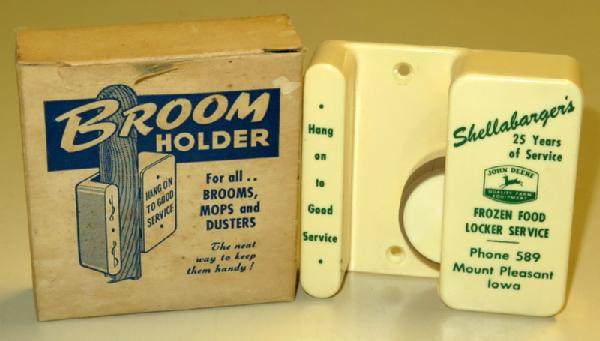 BROOM
HOLDER
HANG ON
TO GOOD
SERVICE
For all..
BROOMS,
MOPS and
DUSTERS
The neat
way to keep
them handy!
• Hang
on
to
Good
Service •
Shellabarger's
25 Years
of Service
JOHN DEERE
QUALITY FARM
EQUIPMENT
FROZEN FOOD
LOCKER SERVICE
Phone 589
Mount Pleasant
Iowa